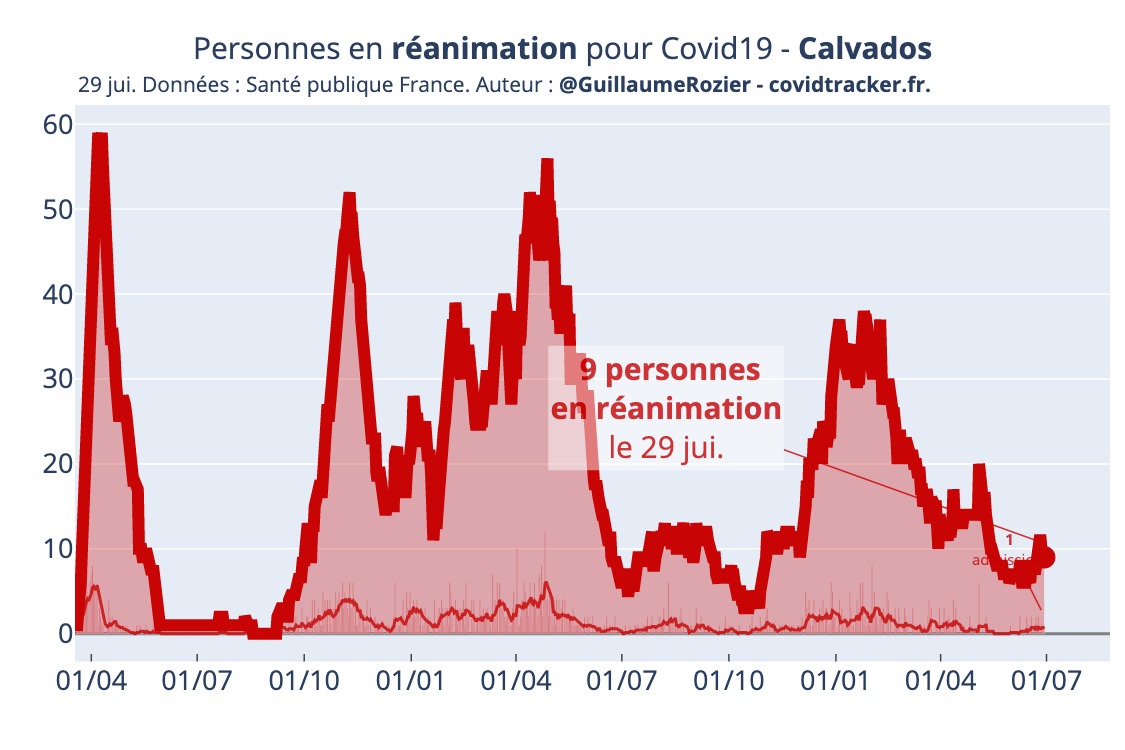 Personnes en réanimation pour Covid19 - Calvados
29 jui. Données : Santé publique France. Auteur : @GuillaumeRozier - covidtracker.fr.
60
50
40
30
20
10
0
9 personnes
en réanimation
le 29 jui.
1
01/04 01/07 01/10 01/01 01/04 01/07 01/10 01/01 01/04 01/07